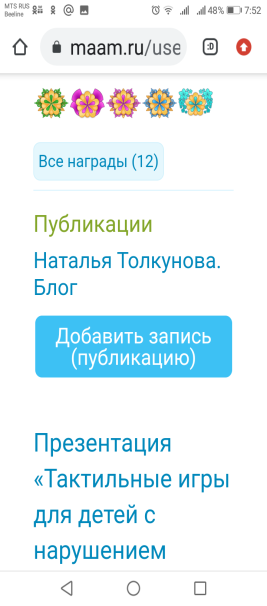 MTS RUS
Beeline
48% 7:52
maam.ru/use
:D
Все награды (12)
Публикации
Наталья Толкунова.
Блог
Добавить запись
(публикацию)
Презентация
«Тактильные игры
для детей с
нарушением